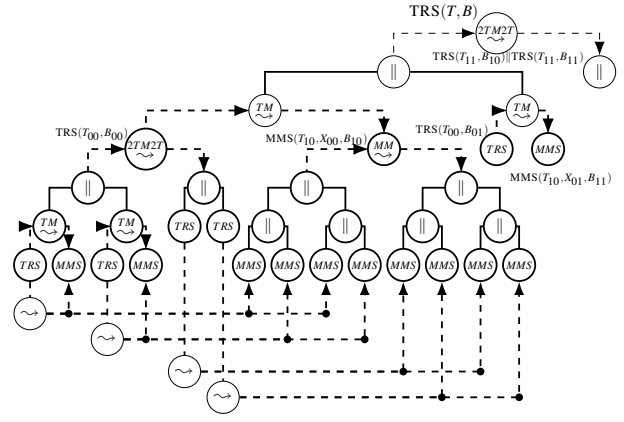 TRS(T,B)
2TM2T
TRS(T₁₁,B₁₀)||TRS(T₁₁,B₁₁)
||
||
TM
TM
TRS(T₀₀,B₀₀)
2TM2T
MMS(T₁₀,X₀₀,B₁₀)
MM
TRS(T₀₀,B₀₁)
TRS
MMS
MMS(T₁₀,X₀₁,B₁₁)
||
||
||
||
TM
TM
TRS
TRS
||
||
||
||
TRS
MMS
TRS
MMS
MMS
MMS
MMS
MMS
MMS
MMS
MMS
MMS